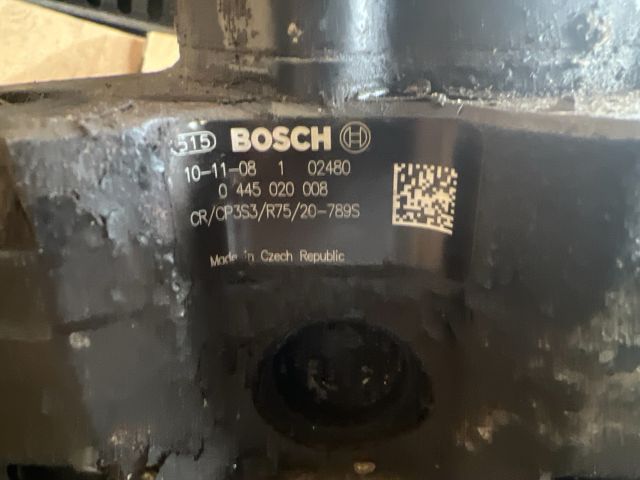 515 BOSCH
10-11-08 1 02480
0 445 020 008
CR/CP3S3/R75/20-789S
Made in Czech Republic